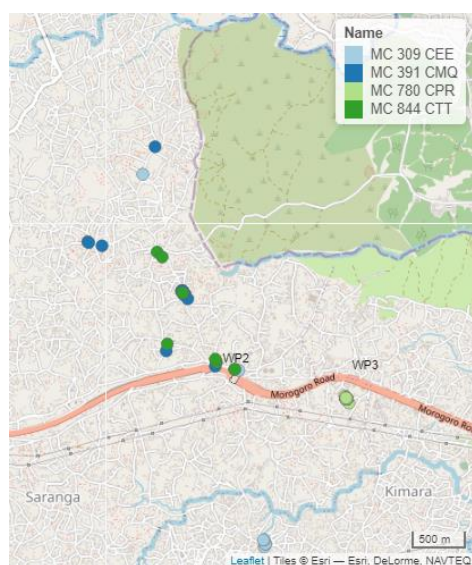 Name
MC 309 CEE
MC 391 CMQ
MC 780 CPR
MC 844 CTT
WP2
WP3
Morogoro Road
Morogoro Roa
Saranga
Kimara
500 m
Leaflet | Tiles © Esri — Esri, DeLorme, NAVTEQ